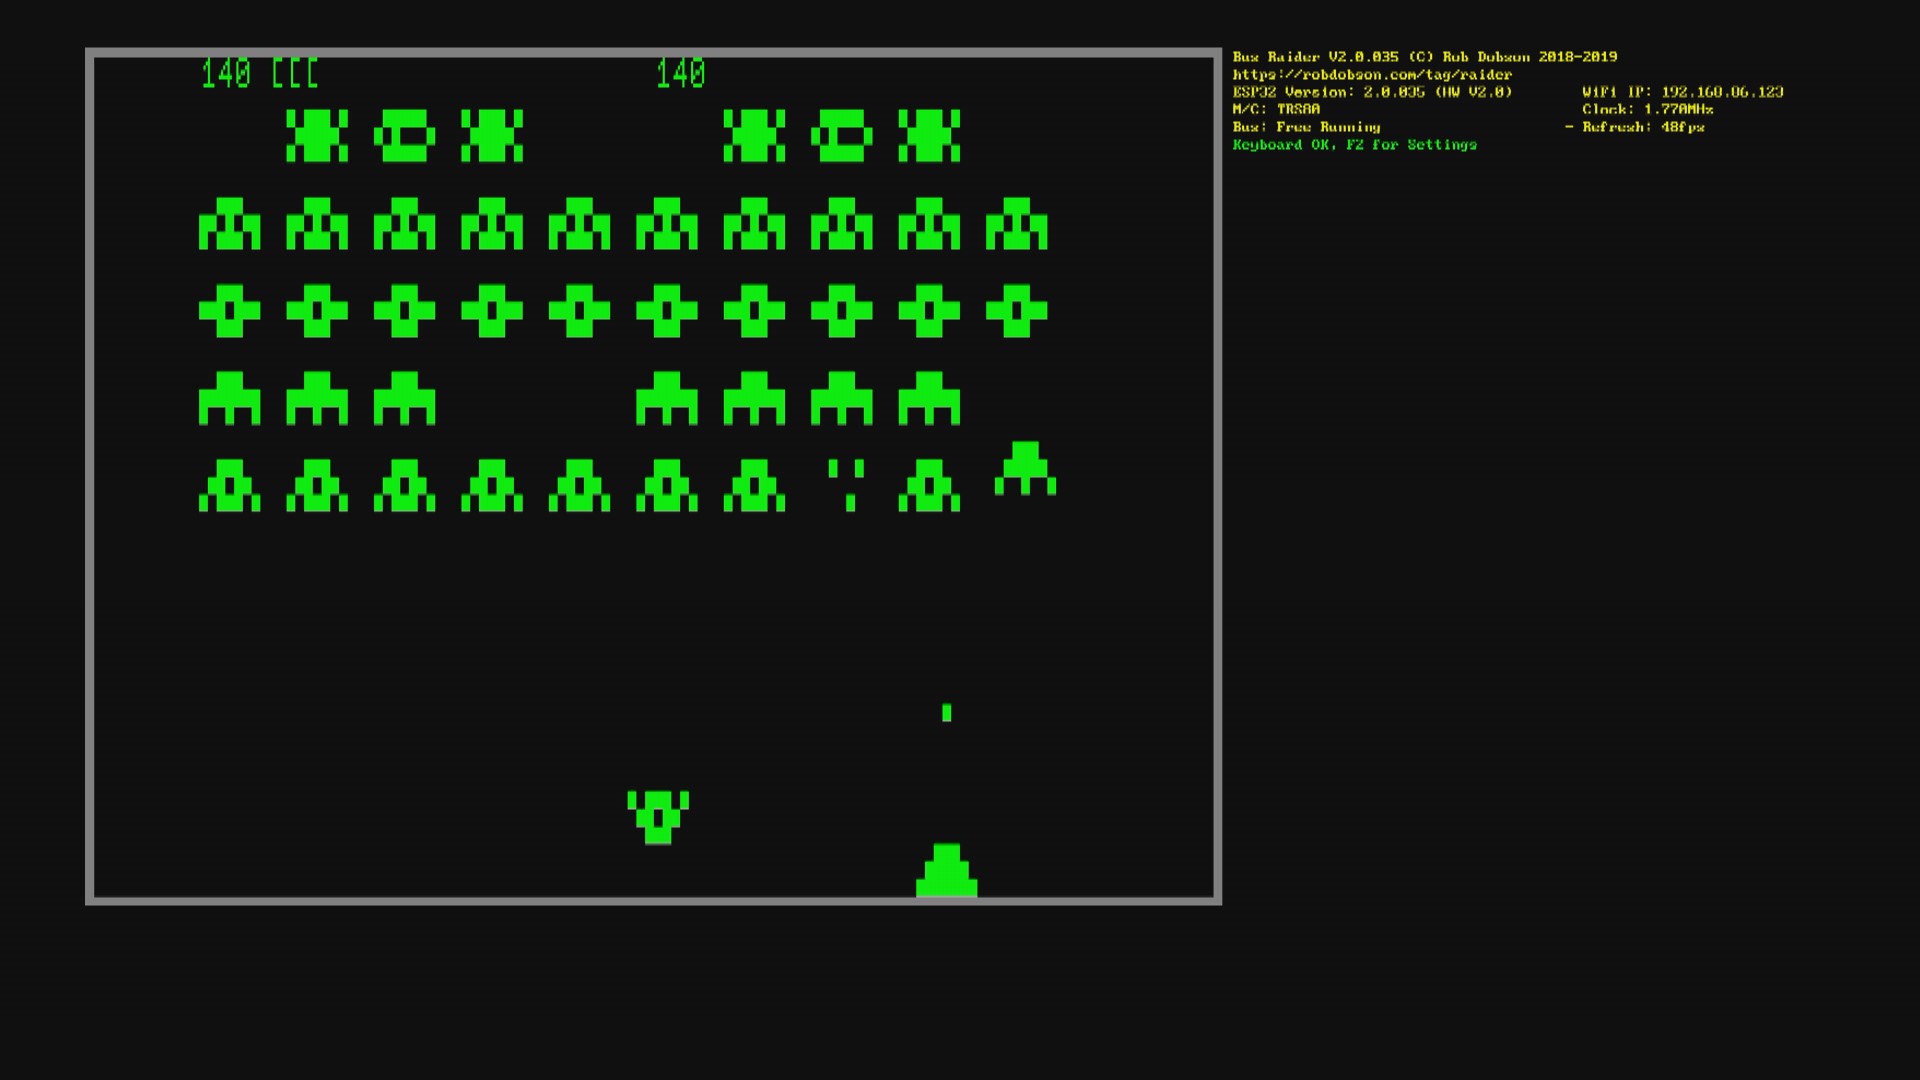 140 [[[ 140
Bus Raider V2.0.035 (C) Rob Dobson 2018-2019
https://robdobson.com/tag/raider
ESP32 Version: 2.0.035 (HW V2.0) WiFi IP: 192.168.86.123
M/C: TRS80 Clock: 1.770MHz
Bus: Free Running - Refresh: 48fps
Keyboard OK, F2 for Settings